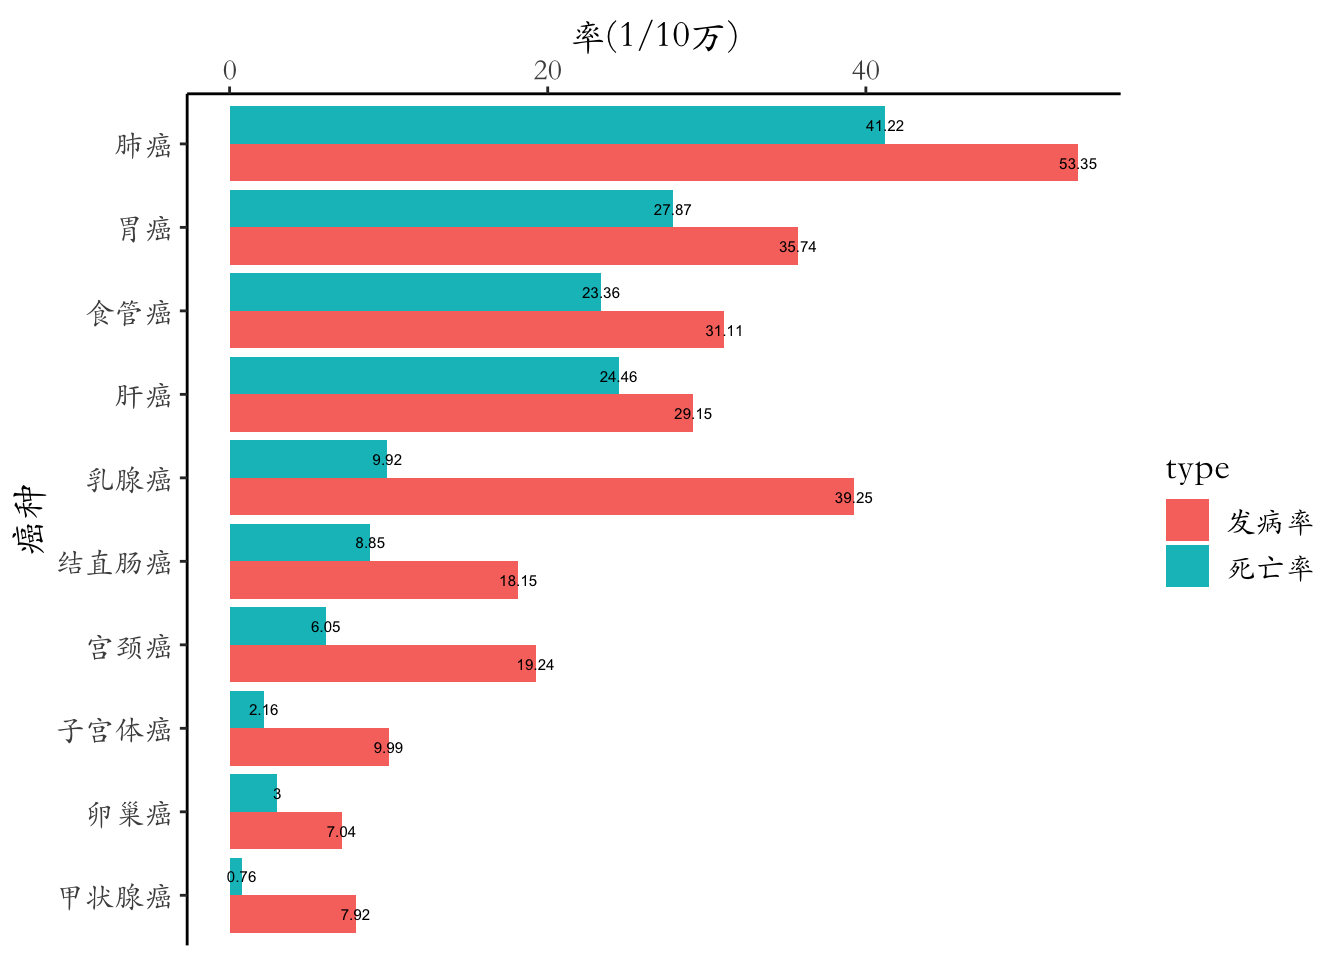 率(1/10万)
0 20 40
肺癌 41.22
53.35
胃癌 27.87
35.74
食管癌 23.36
31.11
肝癌 24.46
29.15
乳腺癌 9.92
39.25
结直肠癌 8.85
18.15
宫颈癌 6.05
19.24
子宫体癌 2.16
9.99
卵巢癌 3
7.04
甲状腺癌 0.76
7.92
癌种
type
发病率
死亡率